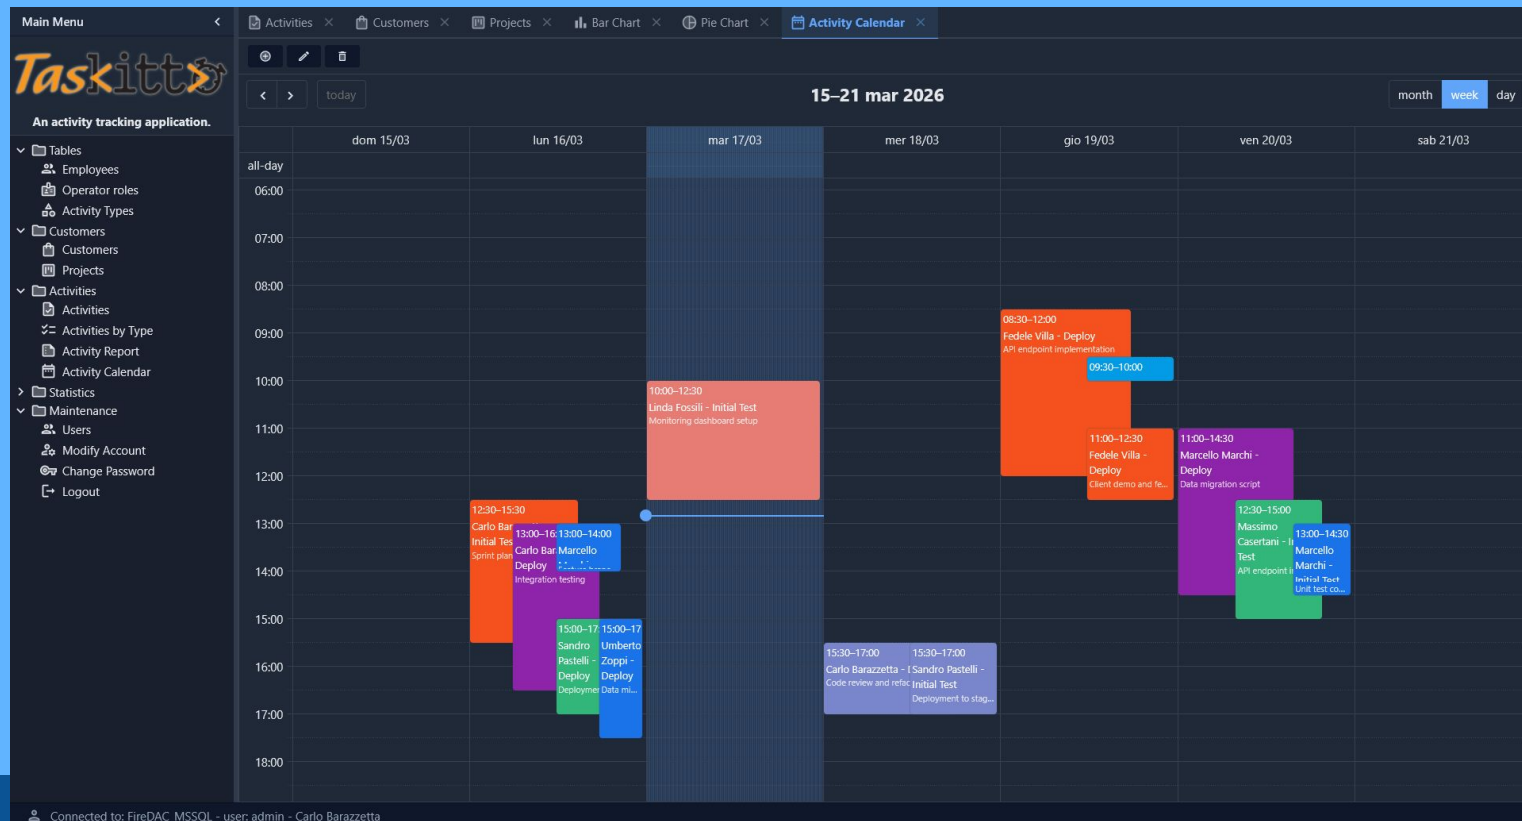 Main Menu
Activities
Customers
Projects
Bar Chart
Pie Chart
Activity Calendar
Taskitto
An activity tracking application.
Tables
Employees
Operator roles
Activity Types
Customers
Customers
Projects
Activities
Activities
Activities by Type
Activity Report
Activity Calendar
Statistics
Maintenance
Users
Modify Account
Change Password
Logout
today
15–21 mar 2026
month week day
dom 15/03
lun 16/03
mar 17/03
mer 18/03
gio 19/03
ven 20/03
sab 21/03
all-day
06:00
07:00
08:00
09:00
10:00
11:00
12:00
13:00
14:00
15:00
16:00
17:00
18:00
12:30–15:30
Carlo Bar
Initial Tes
Sprint plan
13:00–16:
Carlo Bar
Deploy
Integration testing
13:00–14:00
Marcello
15:00–17:
Sandro
Pastelli -
Deploy
Deploymer
15:00–17
Umberto
Zoppi -
Deploy
Data mi...
10:00–12:30
Linda Fossili - Initial Test
Monitoring dashboard setup
15:30–17:00
Carlo Barazzetta - I
Code review and refac
15:30–17:00
Sandro Pastelli -
Initial Test
Deployment to stag...
08:30–12:00
Fedele Villa - Deploy
API endpoint implementation
09:30–10:00
11:00–12:30
Fedele Villa -
Deploy
Client demo and fe...
11:00–14:30
Marcello Marchi -
Deploy
Data migration script
12:30–15:00
Massimo
Casertani - I
Test
API endpoint i
13:00–14:30
Marcello
Marchi -
Initial Test
Unit test co...
Connected to: FireDAC_MSSQL - user: admin - Carlo Barazzetta